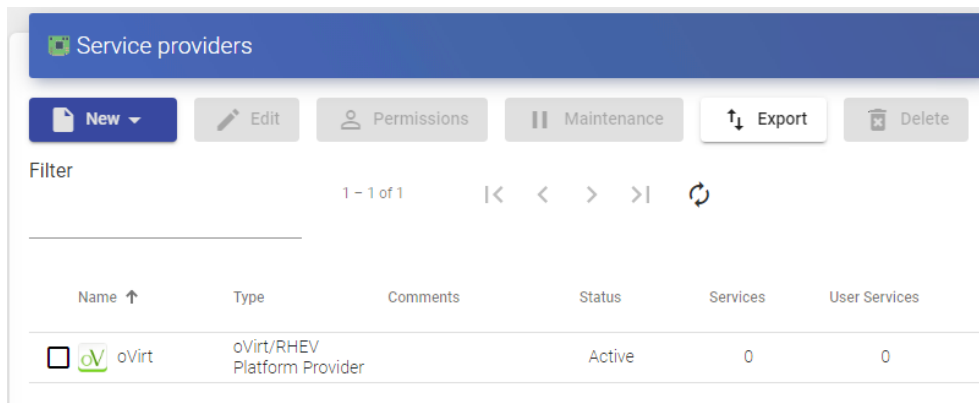 Service providers
New Edit Permissions Maintenance Export Delete
Filter
1 – 1 of 1
Name Type Comments Status Services User Services
oV oVirt oVirt/RHEV Platform Provider Active 0 0